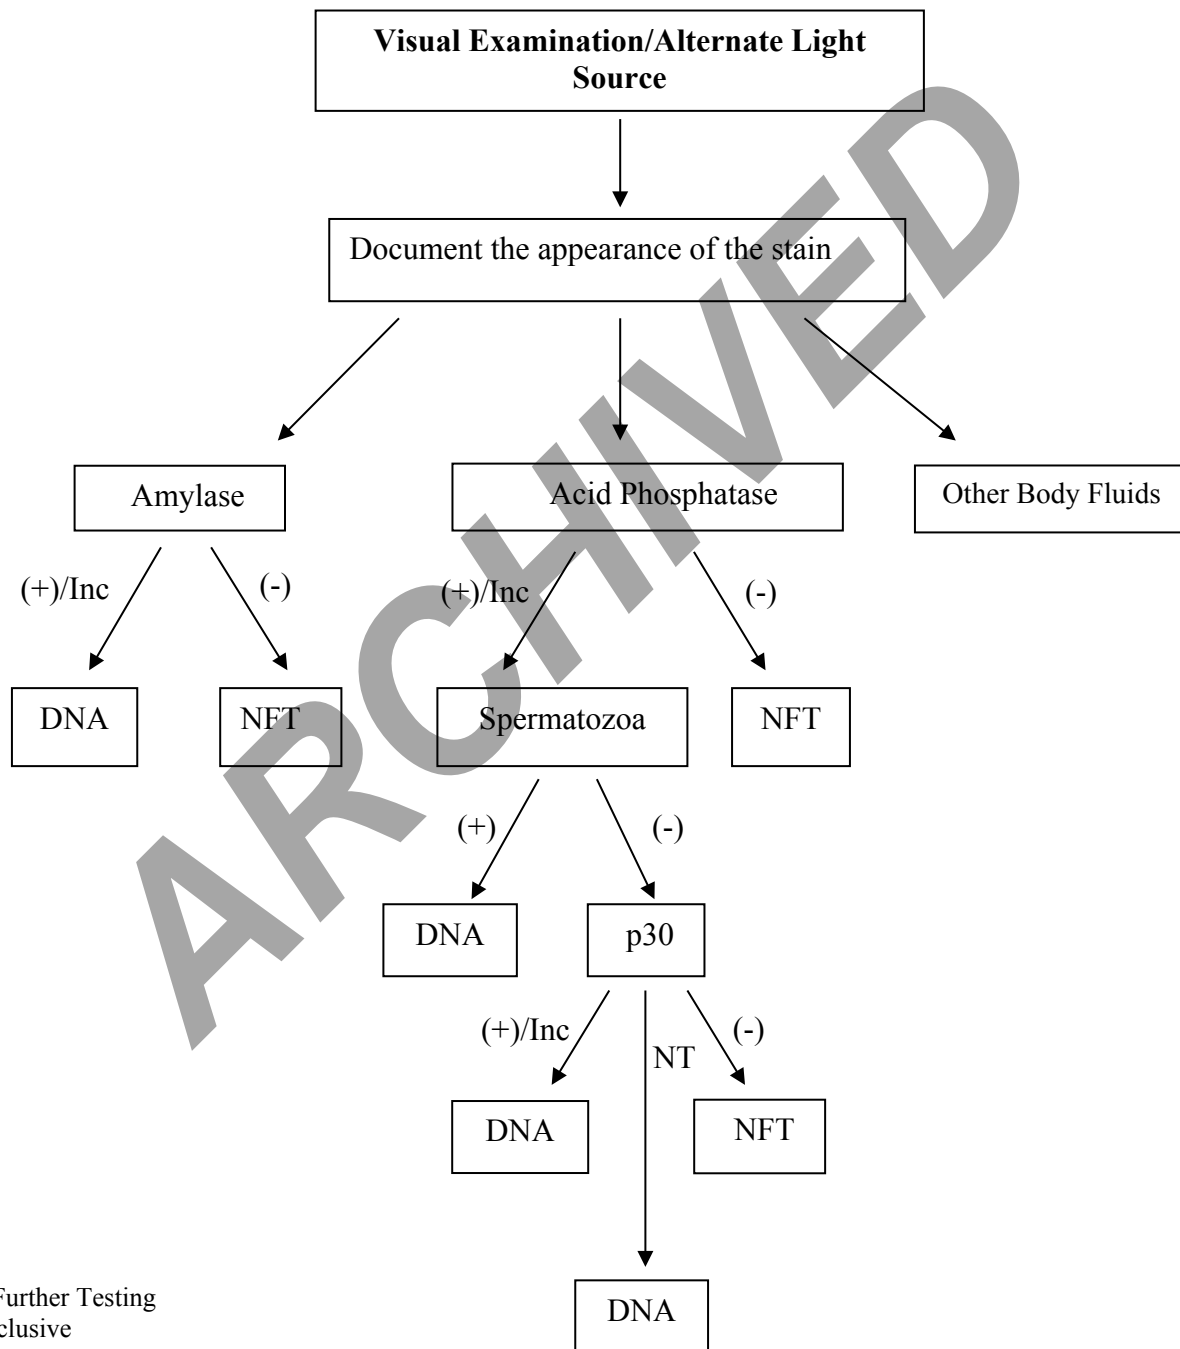 Visual Examination/Alternate Light
Source
Document the appearance of the stain
Amylase
Acid Phosphatase
Other Body Fluids
(+)/Inc
(-)
(+)/Inc
(-)
DNA
NFT
Spermatozoa
NFT
(+)
(-)
DNA
p30
(+)/Inc
NT
(-)
DNA
NFT
DNA
Further Testing
clusive
ARCHIVED